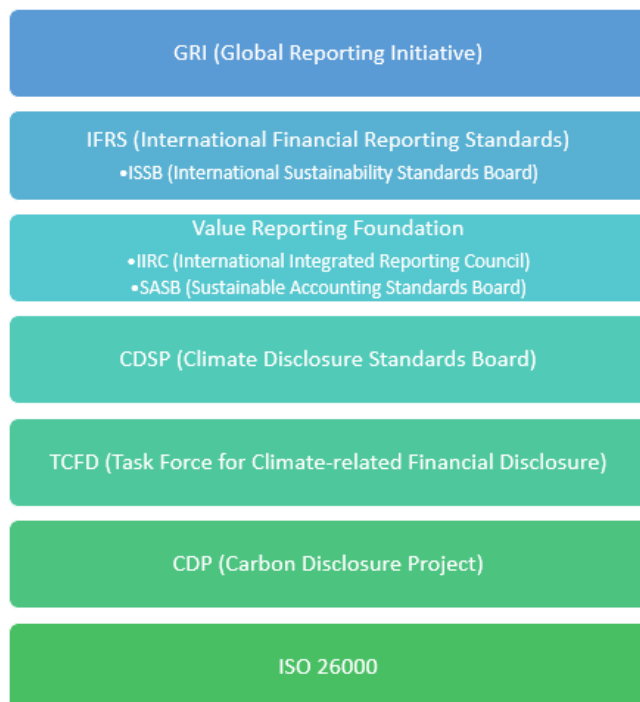 GRI (Global Reporting Initiative)
IFRS (International Financial Reporting Standards)
•ISSB (International Sustainability Standards Board)
Value Reporting Foundation
•IIRC (International Integrated Reporting Council)
•SASB (Sustainable Accounting Standards Board)
CDSP (Climate Disclosure Standards Board)
TCFD (Task Force for Climate-related Financial Disclosure)
CDP (Carbon Disclosure Project)
ISO 26000